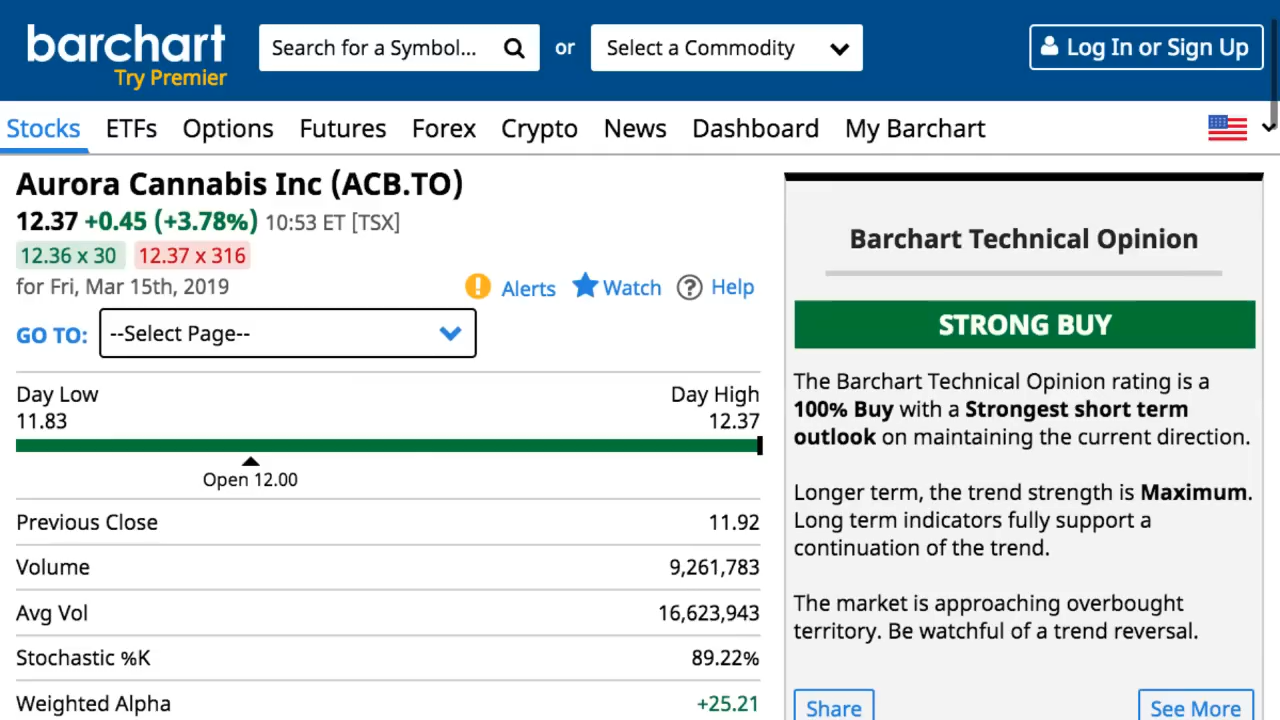 barchart
Try Premier
Search for a Symbol...
or
Select a Commodity
Log In or Sign Up
Stocks ETFs Options Futures Forex Crypto News Dashboard My Barchart
Aurora Cannabis Inc (ACB.TO)
12.37 +0.45 (+3.78%) 10:53 ET [TSX]
12.36 x 30 12.37 x 316
for Fri, Mar 15th, 2019
! Alerts Watch ? Help
GO TO: --Select Page--
Day Low Day High
11.83 12.37
Open 12.00
Previous Close 11.92
Volume 9,261,783
Avg Vol 16,623,943
Stochastic %K 89.22%
Weighted Alpha +25.21
Barchart Technical Opinion
STRONG BUY
The Barchart Technical Opinion rating is a
100% Buy with a Strongest short term
outlook on maintaining the current direction.
Longer term, the trend strength is Maximum.
Long term indicators fully support a
continuation of the trend.
The market is approaching overbought
territory. Be watchful of a trend reversal.
Share See More